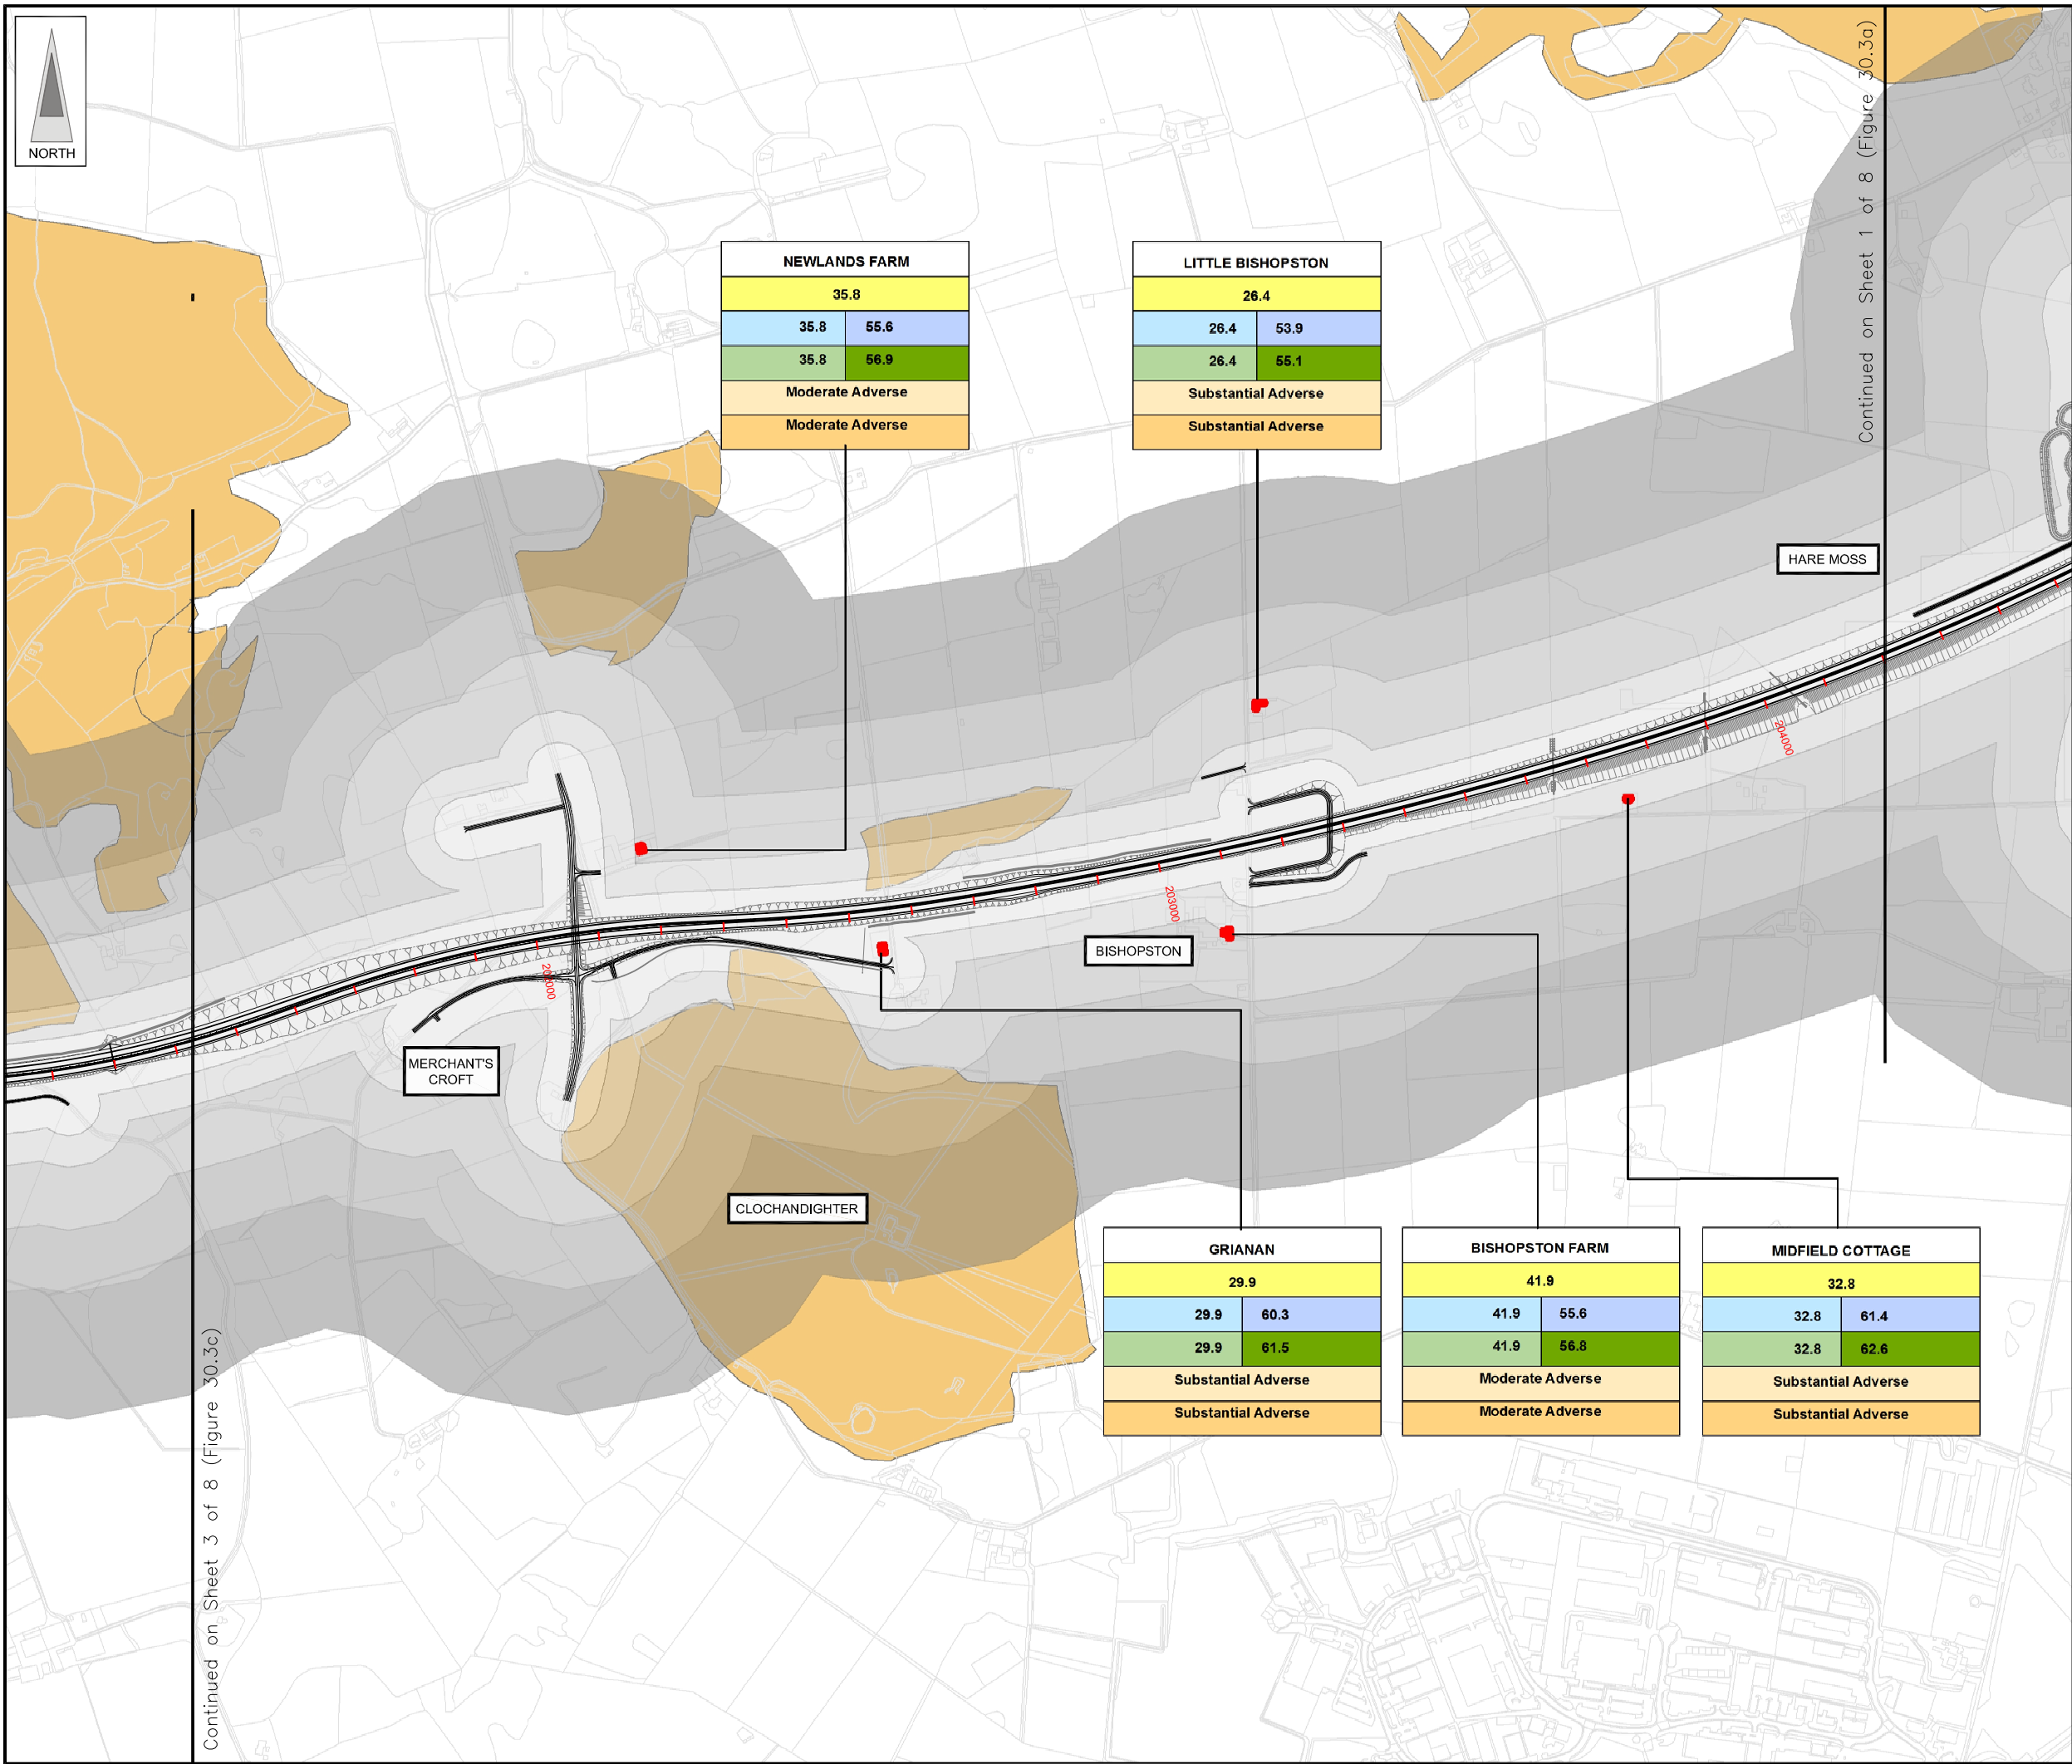 NORTH
Continued on Sheet 1 of 8 (Figure 30.3a)
NEWLANDS FARM
35.8
35.8 55.6
35.8 56.9
Moderate Adverse
Moderate Adverse
LITTLE BISHOPSTON
26.4
26.4 53.9
26.4 55.1
Substantial Adverse
Substantial Adverse
HARE MOSS
204000
203000
BISHOPSTON
MERCHANT'S
CROFT
CLOCHANDIGHTER
GRIANAN
29.9
29.9 60.3
29.9 61.5
Substantial Adverse
Substantial Adverse
BISHOPSTON FARM
41.9
41.9 55.6
41.9 56.8
Moderate Adverse
Moderate Adverse
MIDFIELD COTTAGE
32.8
32.8 61.4
32.8 62.6
Substantial Adverse
Substantial Adverse
Continued on Sheet 3 of 8 (Figure 30.3c)